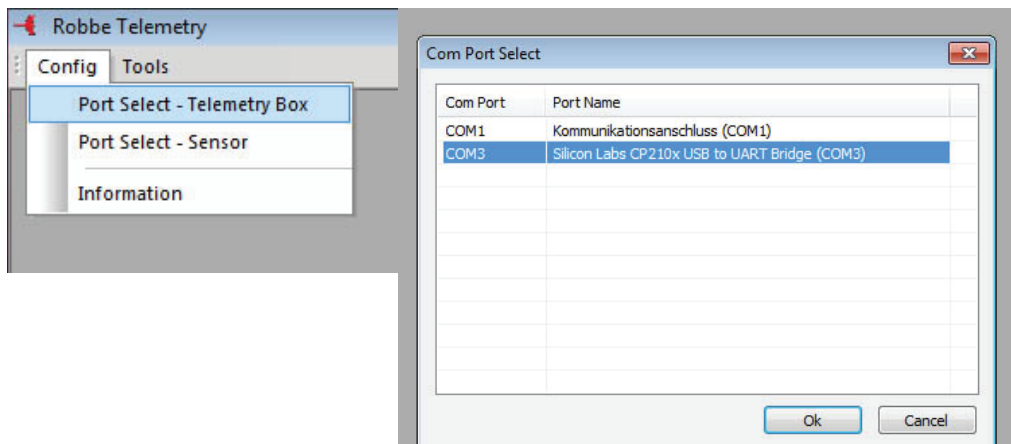 Robbe Telemetry
Config Tools
Port Select - Telemetry Box
Port Select - Sensor
Information
Com Port Select
Com Port Port Name
COM1 Kommunikationsanschluss (COM1)
COM3 Silicon Labs CP210x USB to UART Bridge (COM3)
Ok Cancel